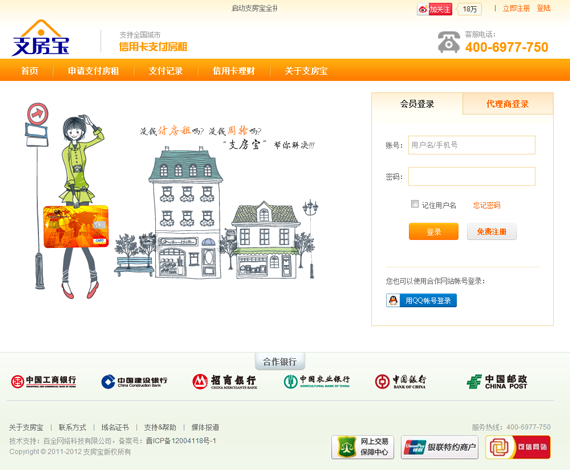 启动支房宝全社
加关注 18万 | 立即注册 登陆
支房宝
支持全国城市
信用卡支付房租
客服电话：
400-6977-750
首页 申请支付房租 支付记录 信用卡理财 关于支房宝
会员登录 代理商登录
没钱付房租吗？没钱周转吗？
"支房宝"帮你解决!!!
账号： 用户名/手机号
密码：
记住用户名 忘记密码
登录 免费注册
您也可以使用合作网站帐号登录：
用QQ帐号登录
合作银行
中国工商银行 中国建设银行 招商银行 中国农业银行 中国银行 中国邮政
China Construction Bank CHINA MERCHANTS BANK AGRICULTURAL BANK OF CHINA BANK OF CHINA CHINA POST
关于支房宝 | 联系方式 | 域名证书 | 支持&帮助 | 媒体报道
服务热线：400-6977-750
技术支持：百全网络科技有限公司，备案号：晋ICP备12004118号-1
Copyright © 2011-2012 支房宝版权所有
网上交易
保障中心
银联特约商户
可信网站